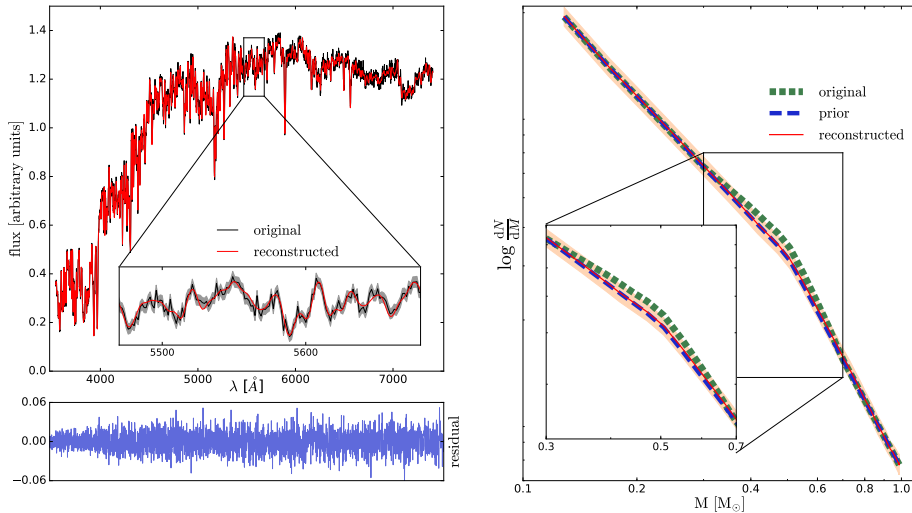 1.4
1.2
1.0
0.8
0.6
0.4
0.2
0.0
flux [arbitrary units]
original
reconstructed
5500
5600
4000
5000
6000
7000
λ [Å]
0.06
0.00
−0.06
residual
log dN/dM
original
prior
reconstructed
0.3
0.5
0.7
0.1
0.2
0.4
0.6
0.8
1.0
M [M⊙]